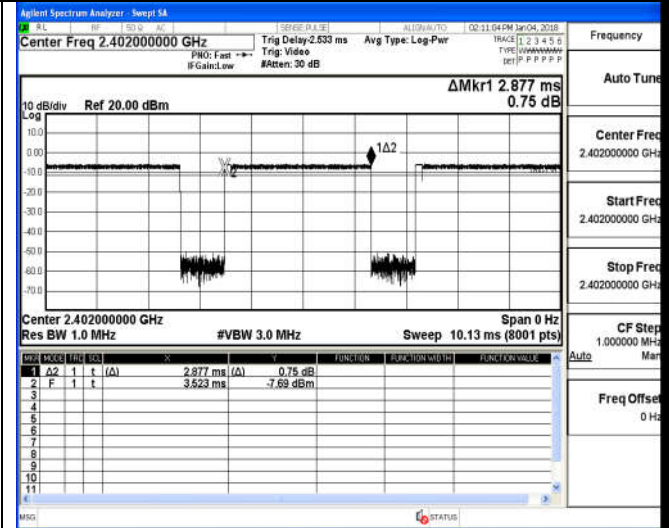 Agilent Spectrum Analyzer - Swept SA
RL RF 50 Ω AC SENSE:PULSE ALIGN AUTO 02:11:04 PM Jan 04, 2018
Center Freq 2.402000000 GHz
PNO: Fast
IFGain:Low
Trig Delay-2.533 ms
Trig: Video
#Atten: 30 dB
Avg Type: Log-Pwr
TRACE 1 2 3 4 5 6
TYPE
DET P P P P P P
ΔMkr1 2.877 ms
0.75 dB
10 dB/div Ref 20.00 dBm
Log
10.0
0.00
-10.0
-20.0
-30.0
-40.0
-50.0
-60.0
-70.0
1Δ2
2
Center 2.402000000 GHz Span 0 Hz
Res BW 1.0 MHz #VBW 3.0 MHz Sweep 10.13 ms (8001 pts)
MKR MODE TRC SCL X Y FUNCTION FUNCTION WIDTH FUNCTION VALUE
1 Δ2 1 t (Δ) 2.877 ms (Δ) 0.75 dB
2 F 1 t 3.523 ms -7.69 dBm
3
4
5
6
7
8
9
10
11
MSG STATUS
Frequency
Auto Tune
Center Freq
2.402000000 GHz
Start Freq
2.402000000 GHz
Stop Freq
2.402000000 GHz
CF Step
1.000000 MHz
Auto Man
Freq Offset
0 Hz